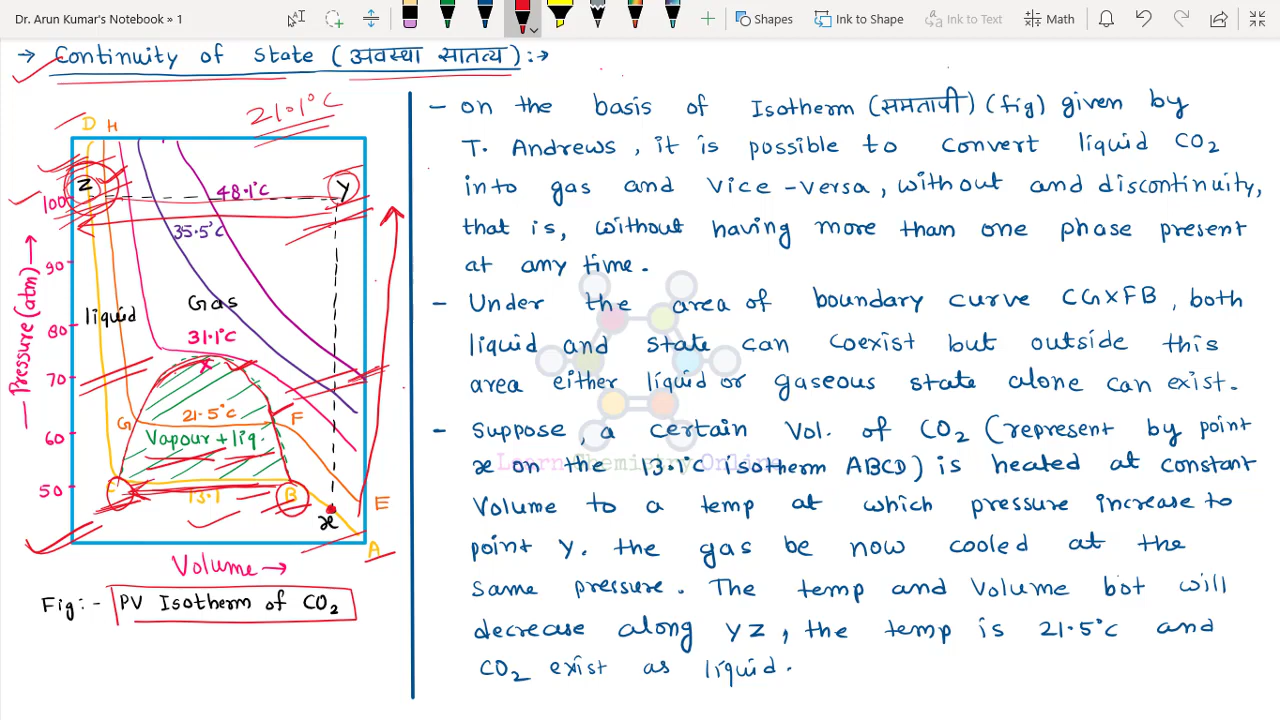 Dr. Arun Kumar's Notebook » 1
Shapes
Ink to Shape
Ink to Text
Math
→ Continuity of state (अवस्था सातत्य) :→
21.1°C
D H
Z
Y
100
48.1°C
35.5°C
90
liquid
Gas
80
31.1°C
X
70
21.5°C
G
F
60
Vapour + liq.
50
C
13.1
B
E
x
A
Pressure (atm) →
Volume →
Fig :- PV Isotherm of CO2
- on the basis of Isotherm (समतापी) (fig) given by
T. Andrews, it is possible to convert liquid CO2
into gas and vice-versa, without and discontinuity,
that is, without having more than one phase present
at any time.
- Under the area of boundary curve CGXFB, both
liquid and state can coexist but outside this
area either liquid or gaseous state alone can exist.
- Suppose, a certain Vol. of CO2 (represent by point
x on the 13.1°C isotherm ABCD) is heated at constant
Volume to a temp at which pressure increase to
point Y. the gas be now cooled at the
same pressure. The temp and Volume bot will
decrease along YZ, the temp is 21.5°C and
CO2 exist as liquid.
Learn Chemistry Online